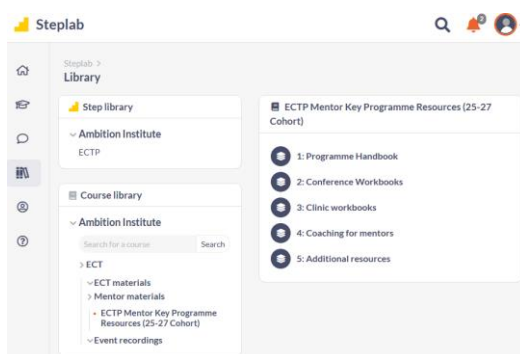 Steplab
2
Steplab >
Library
Step library
Ambition Institute
ECTP
Course library
Ambition Institute
Search for a course
Search
ECT
ECT materials
Mentor materials
ECTP Mentor Key Programme
Resources (25-27 Cohort)
Event recordings
ECTP Mentor Key Programme Resources (25-27
Cohort)
1: Programme Handbook
2: Conference Workbooks
3: Clinic workbooks
4: Coaching for mentors
5: Additional resources